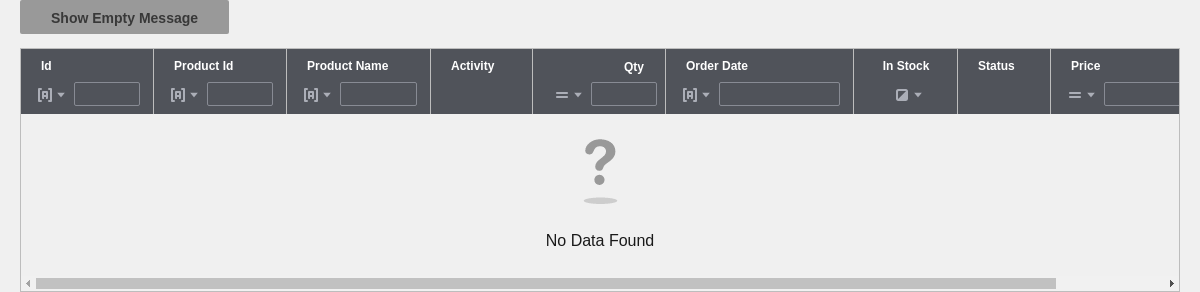 Show Empty Message
Id Product Id Product Name Activity Qty Order Date In Stock Status Price
No Data Found